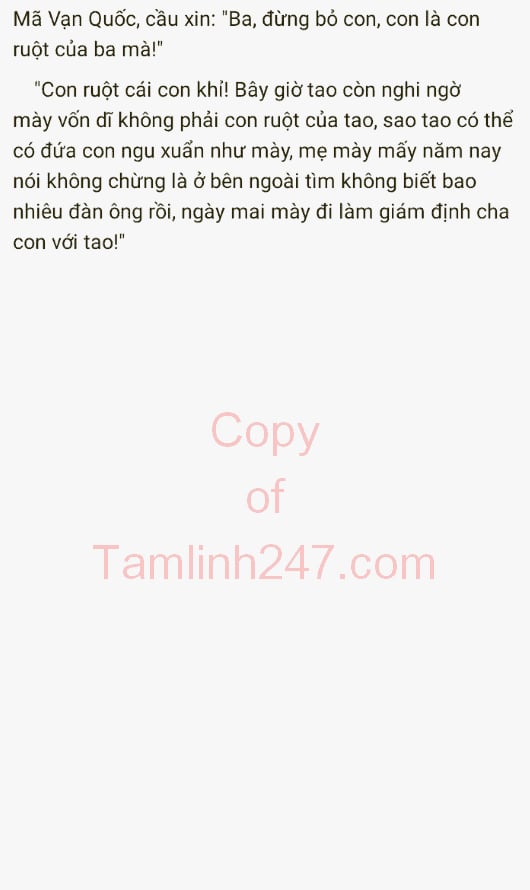 Mã Vạn Quốc, cầu xin: "Ba, đừng bỏ con, con là con
ruột của ba mà!"
"Con ruột cái con khỉ! Bây giờ tao còn nghi ngờ
mày vốn dĩ không phải con ruột của tao, sao tao có thể
có đứa con ngu xuẩn như mày, mẹ mày mấy năm nay
nói không chừng là ở bên ngoài tìm không biết bao
nhiêu đàn ông rồi, ngày mai mày đi làm giám định cha
con với tao!"
Copy
of
Tamlinh247.com